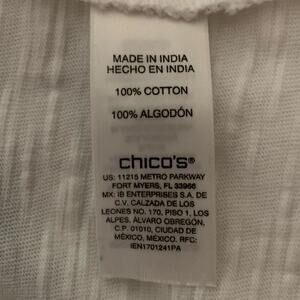 MADE IN INDIA
HECHO EN INDIA
100% COTTON
100% ALGODÓN
chico's®
US: 11215 METRO PARKWAY
FORT MYERS, FL 33966
MX: IB ENTERPRISES S.A. DE
C.V. CALZADA DE LOS
LEONES NO. 170, PISO 1, LOS
ALPES, ÁLVARO OBREGÓN,
C.P. 01010, CIUDAD DE
MÉXICO, MÉXICO. RFC:
IEN1701241PA